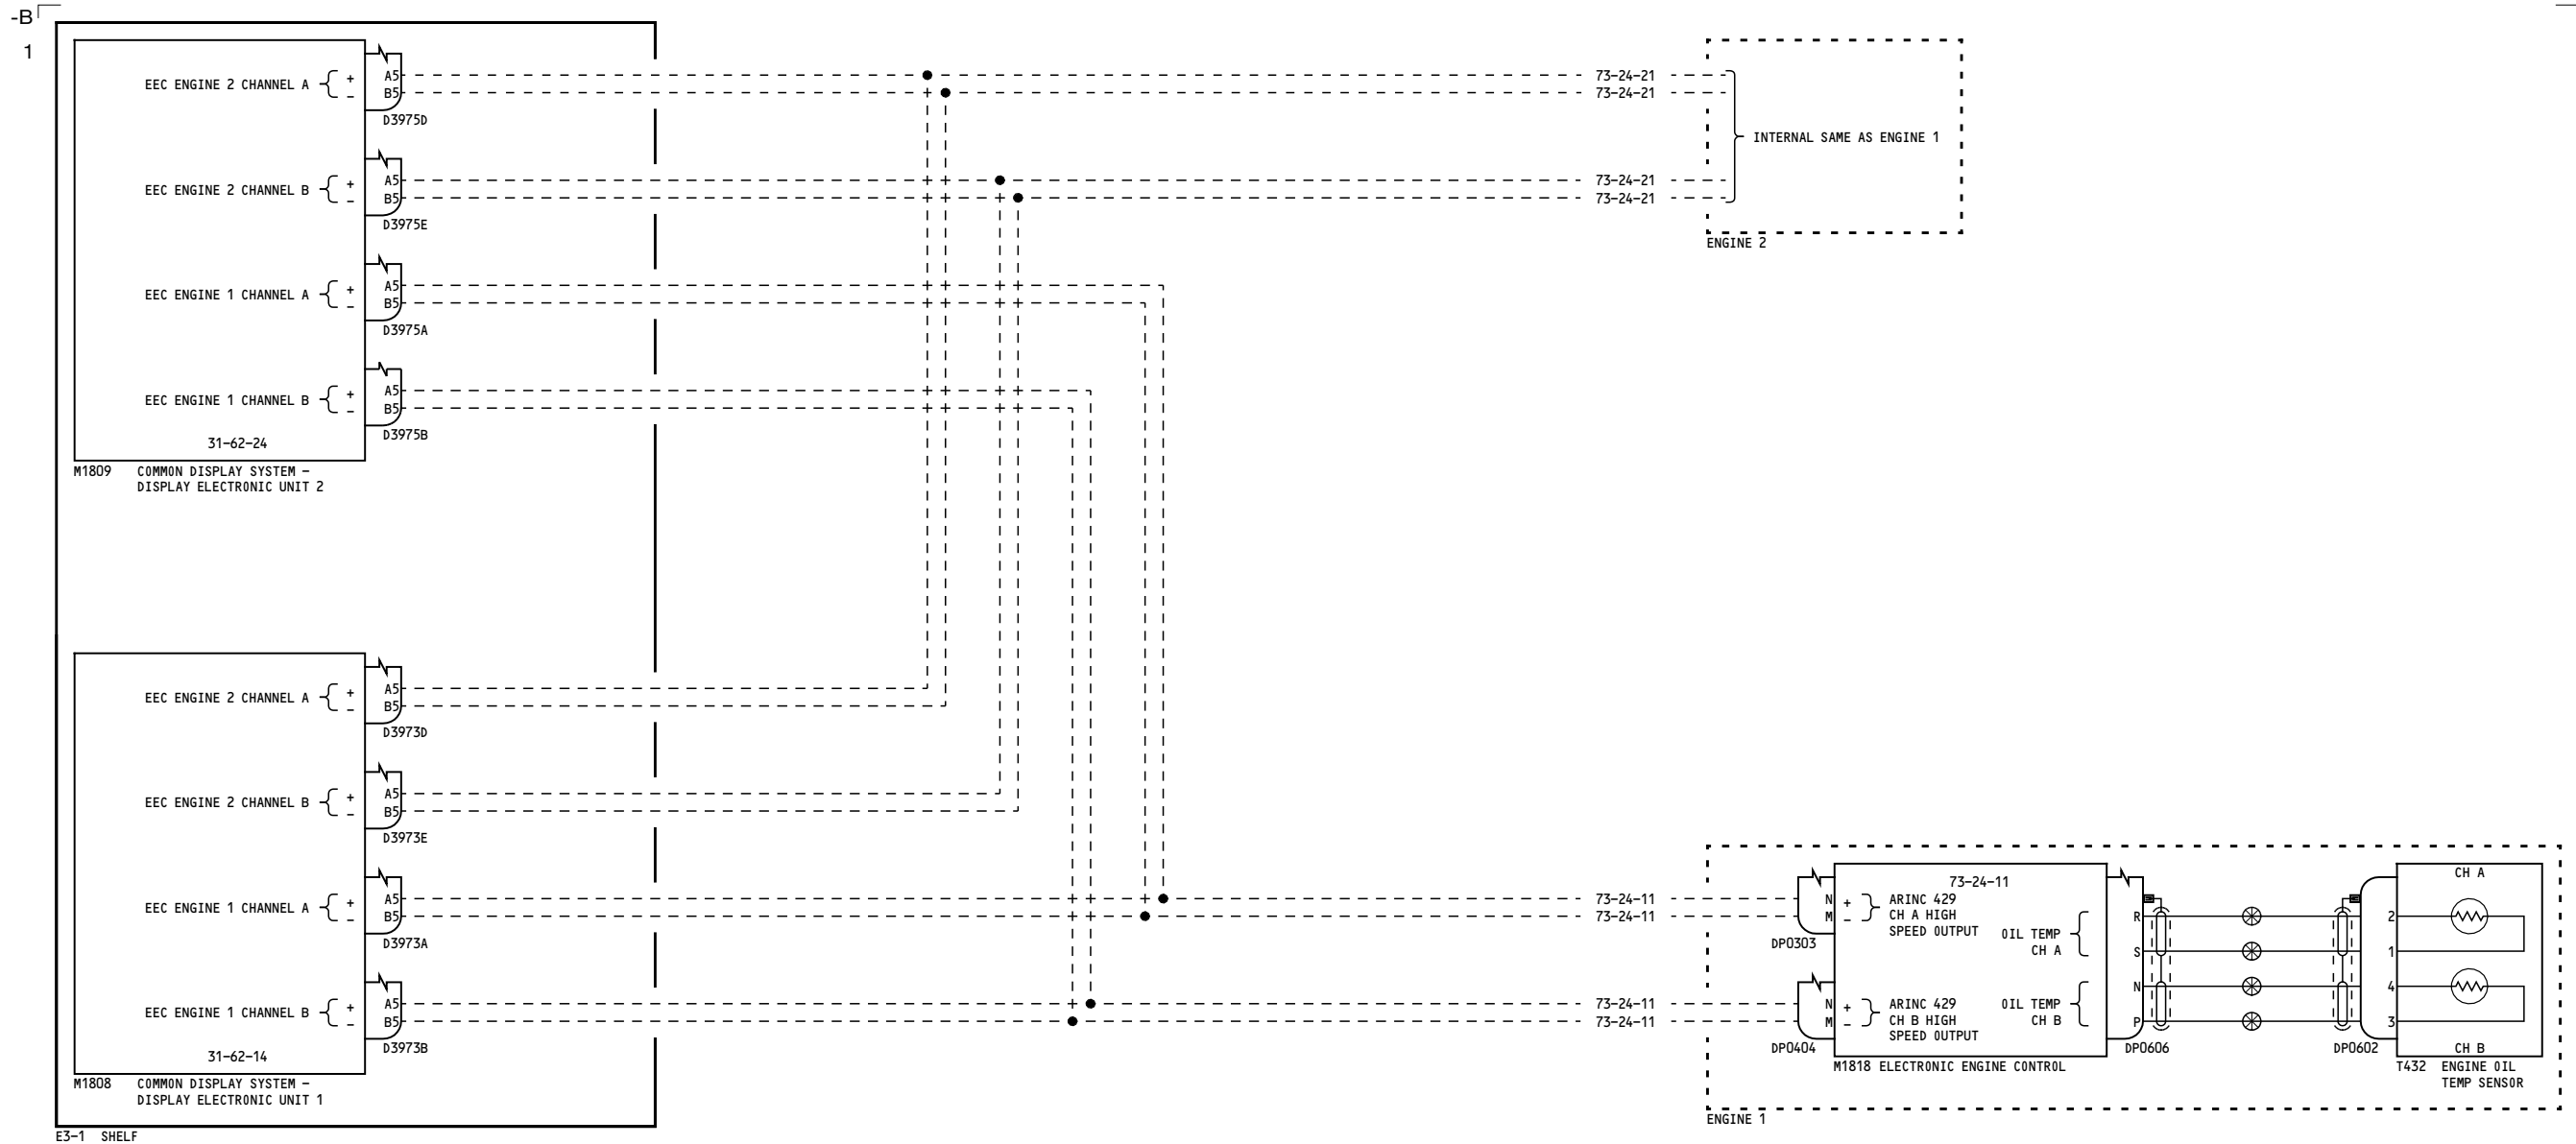 -B
1
EEC ENGINE 2 CHANNEL A { + -
A5
B5
D3975D
EEC ENGINE 2 CHANNEL B { + -
A5
B5
D3975E
EEC ENGINE 1 CHANNEL A { + -
A5
B5
D3975A
EEC ENGINE 1 CHANNEL B { + -
A5
B5
D3975B
31-62-24
M1809 COMMON DISPLAY SYSTEM -
DISPLAY ELECTRONIC UNIT 2
73-24-21
73-24-21
73-24-21
73-24-21
INTERNAL SAME AS ENGINE 1
ENGINE 2
EEC ENGINE 2 CHANNEL A { + -
A5
B5
D3973D
EEC ENGINE 2 CHANNEL B { + -
A5
B5
D3973E
EEC ENGINE 1 CHANNEL A { + -
A5
B5
D3973A
EEC ENGINE 1 CHANNEL B { + -
A5
B5
D3973B
31-62-14
M1808 COMMON DISPLAY SYSTEM -
DISPLAY ELECTRONIC UNIT 1
E3-1 SHELF
73-24-11
73-24-11
73-24-11
73-24-11
N
M
DP0303
N
M
DP0404
73-24-11
+ - } ARINC 429
CH A HIGH
SPEED OUTPUT
OIL TEMP
CH A
+ - } ARINC 429
CH B HIGH
SPEED OUTPUT
OIL TEMP
CH B
M1818 ELECTRONIC ENGINE CONTROL
R
S
N
P
DP0606
2
1
4
3
DP0602
CH A
CH B
T432 ENGINE OIL
TEMP SENSOR
ENGINE 1